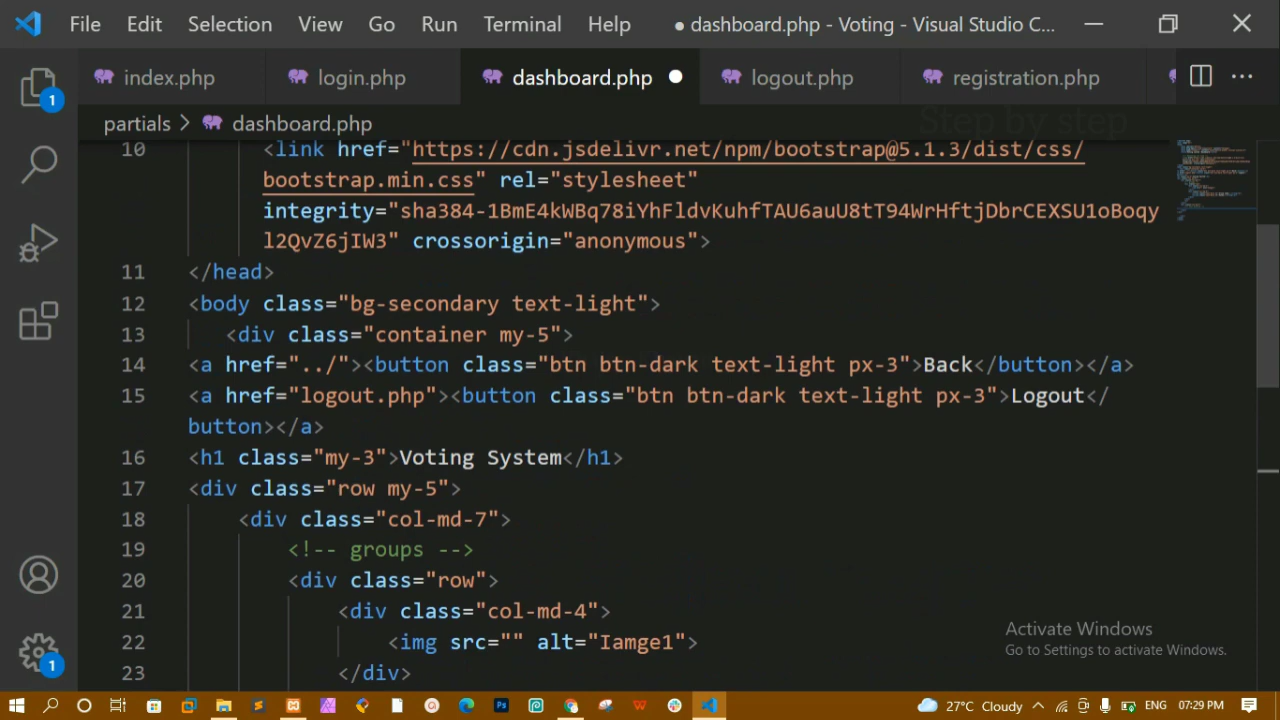 File Edit Selection View Go Run Terminal Help ● dashboard.php - Voting - Visual Studio C...
index.php login.php dashboard.php logout.php registration.php
1
partials > dashboard.php
Step by step
10 <link href="https://cdn.jsdelivr.net/npm/bootstrap@5.1.3/dist/css/
bootstrap.min.css" rel="stylesheet"
integrity="sha384-1BmE4kWBq78iYhFldvKuhfTAU6auU8tT94WrHftjDbrCEXSU1oBoqy
l2QvZ6jIW3" crossorigin="anonymous">
11 </head>
12 <body class="bg-secondary text-light">
13 <div class="container my-5">
14 <a href="../"><button class="btn btn-dark text-light px-3">Back</button></a>
15 <a href="logout.php"><button class="btn btn-dark text-light px-3">Logout</
button></a>
16 <h1 class="my-3">Voting System</h1>
17 <div class="row my-5">
18 <div class="col-md-7">
19 <!-- groups -->
20 <div class="row">
21 <div class="col-md-4">
22 <img src="" alt="Iamge1">
23 </div>
Activate Windows
Go to Settings to activate Windows.
1
27°C Cloudy ENG 07:29 PM